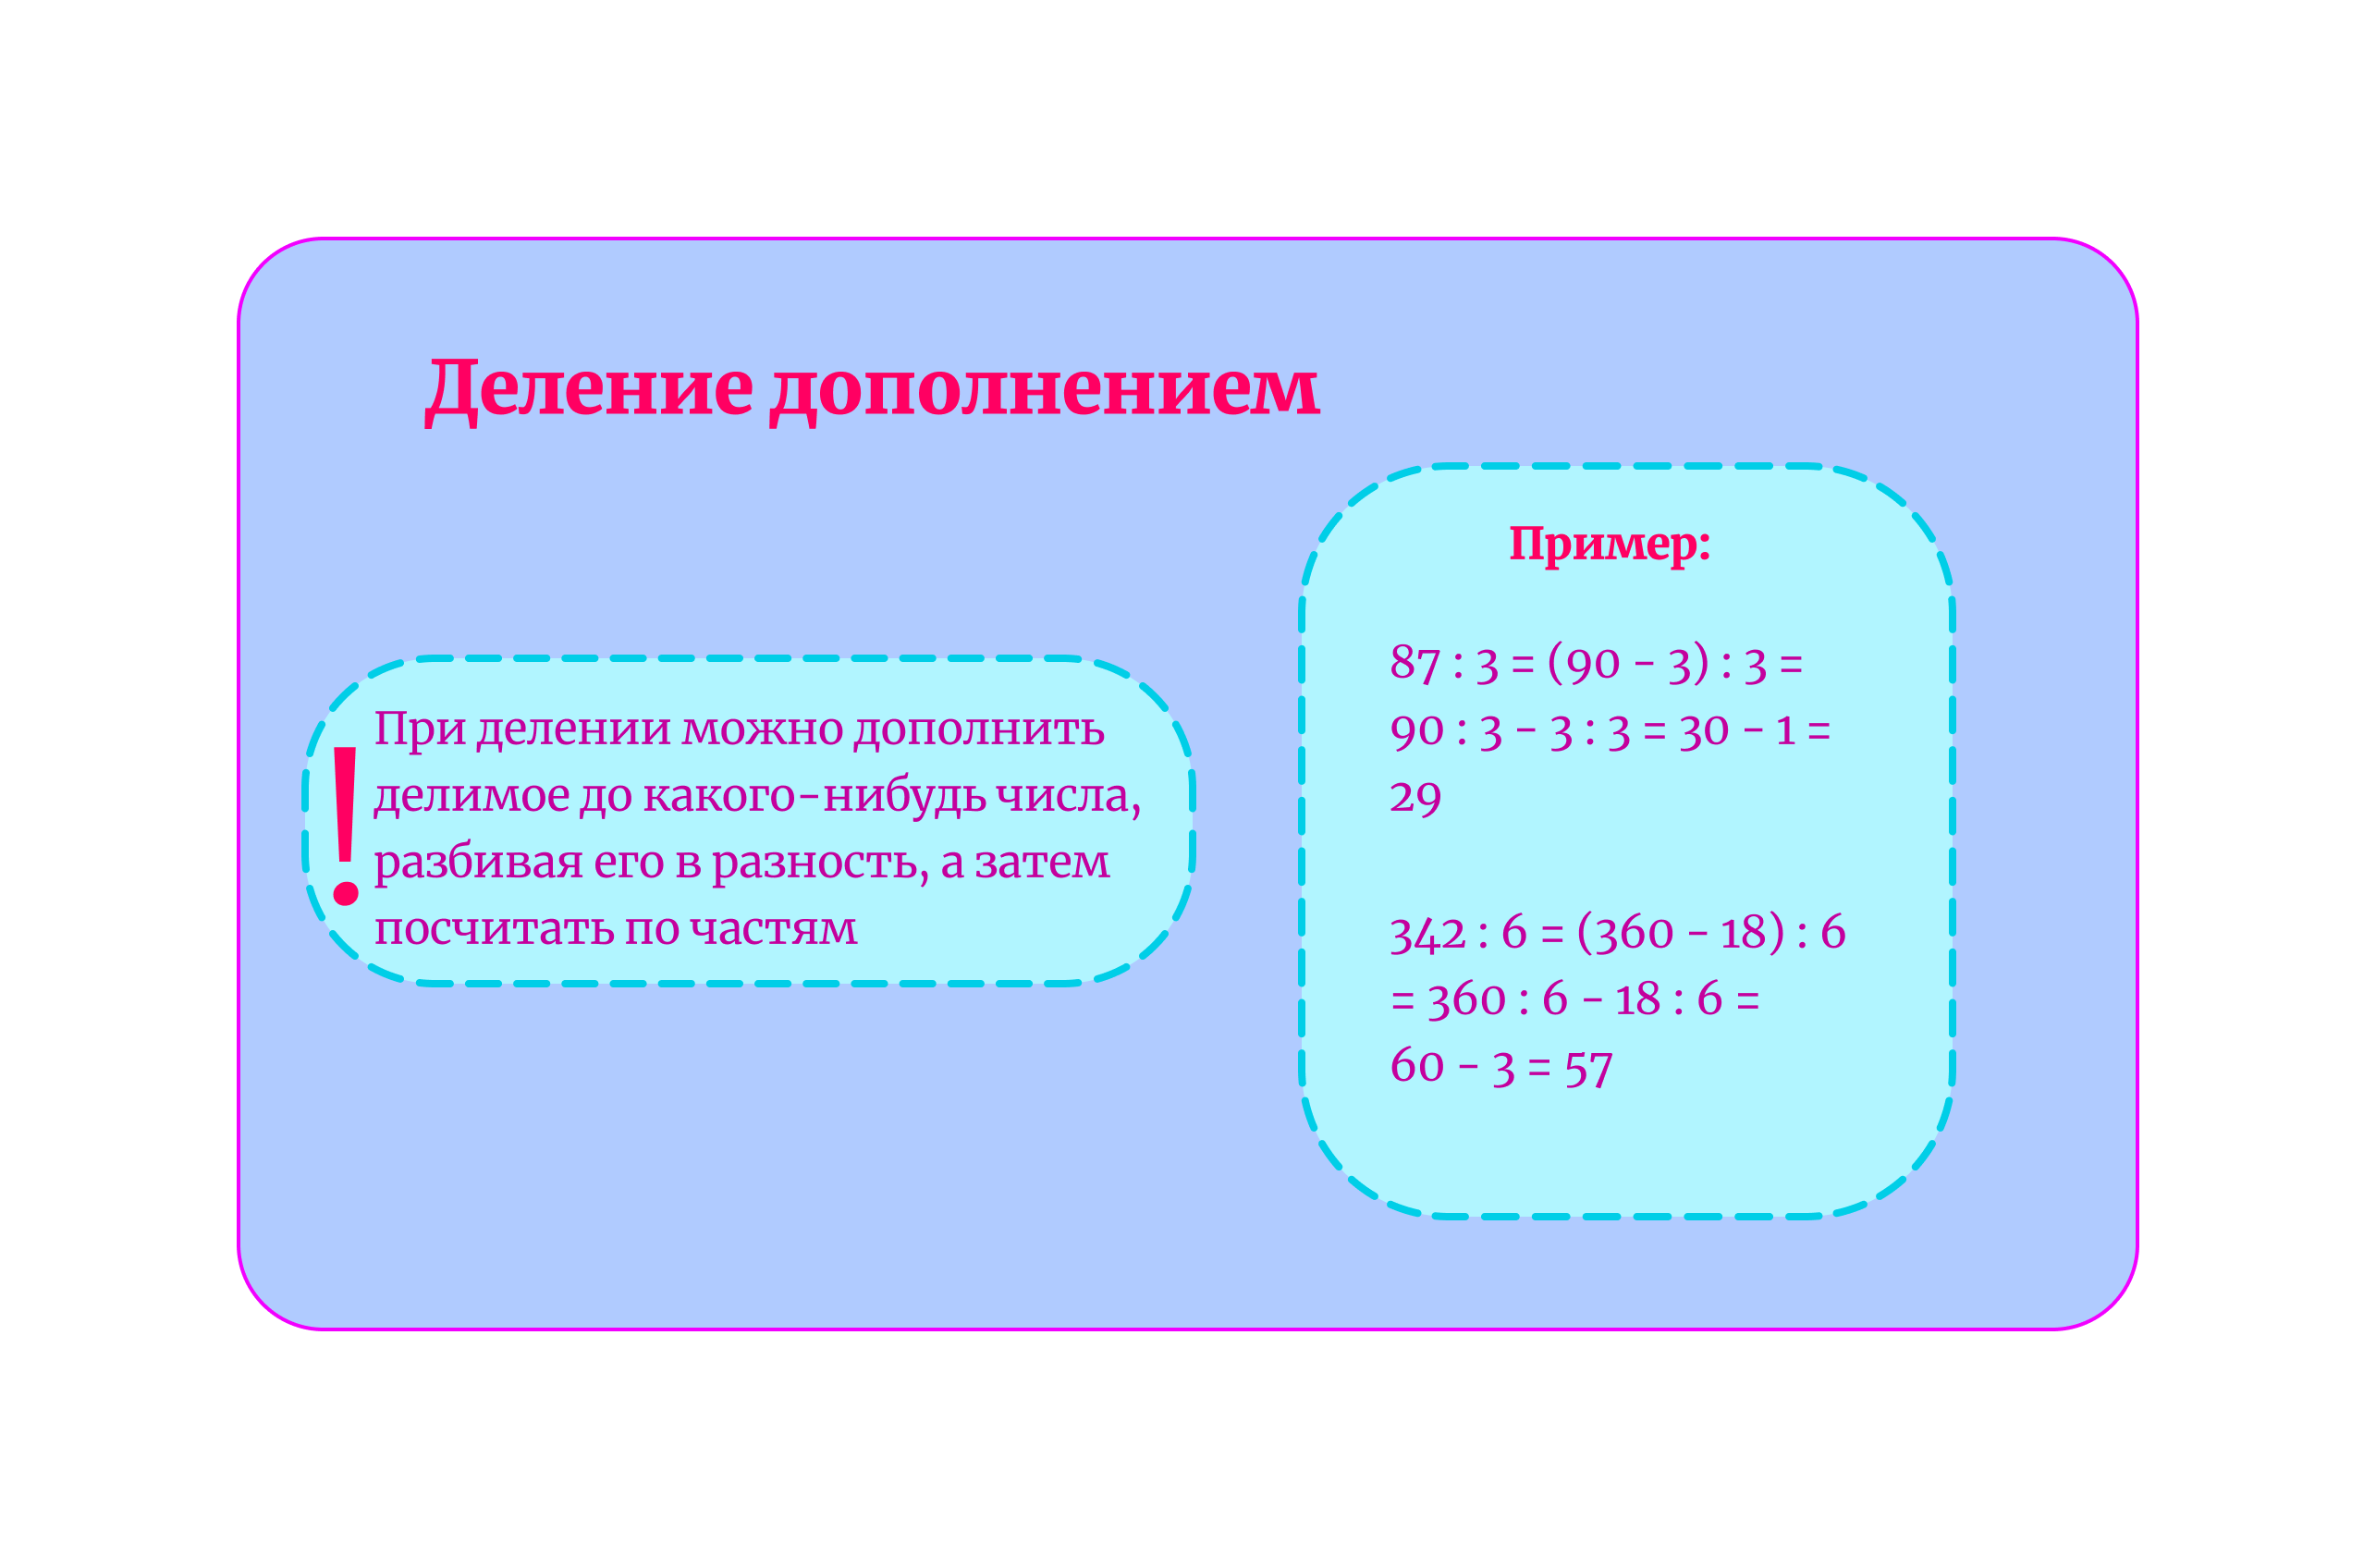 Деление дополнением
!
При делении можно дополнить
делимое до какого-нибудь числа,
разбивая его в разность, а затем
посчитать по частям
Пример:
87 : 3 = (90 - 3) : 3 =
90 : 3 - 3 : 3 = 30 - 1 =
29
342 : 6 = (360 - 18) : 6
= 360 : 6 - 18 : 6 =
60 - 3 = 57